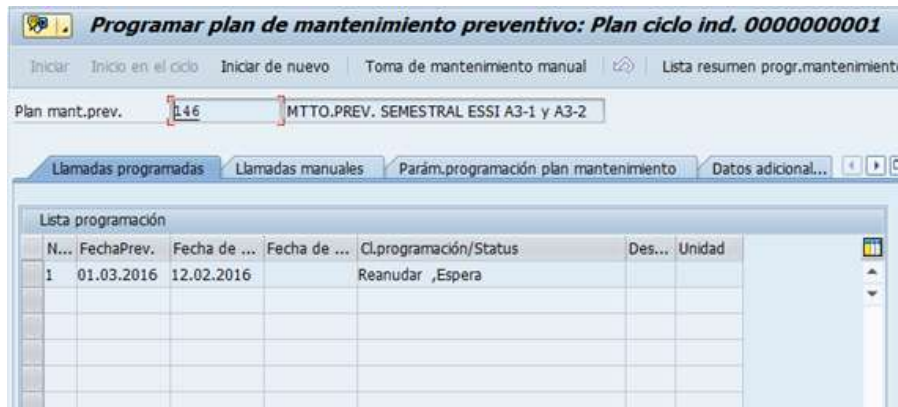 Programar plan de mantenimiento preventivo: Plan ciclo ind. 0000000001
Iniciar Inicio en el ciclo Iniciar de nuevo Toma de mantenimiento manual Lista resumen progr.mantenimient
Plan mant.prev. 146 MTTO.PREV. SEMESTRAL ESSI A3-1 y A3-2
Llamadas programadas Llamadas manuales Parám.programación plan mantenimiento Datos adicional...
Lista programación
N... FechaPrev. Fecha de ... Fecha de ... Cl.programación/Status Des... Unidad
1 01.03.2016 12.02.2016 Reanudar ,Espera